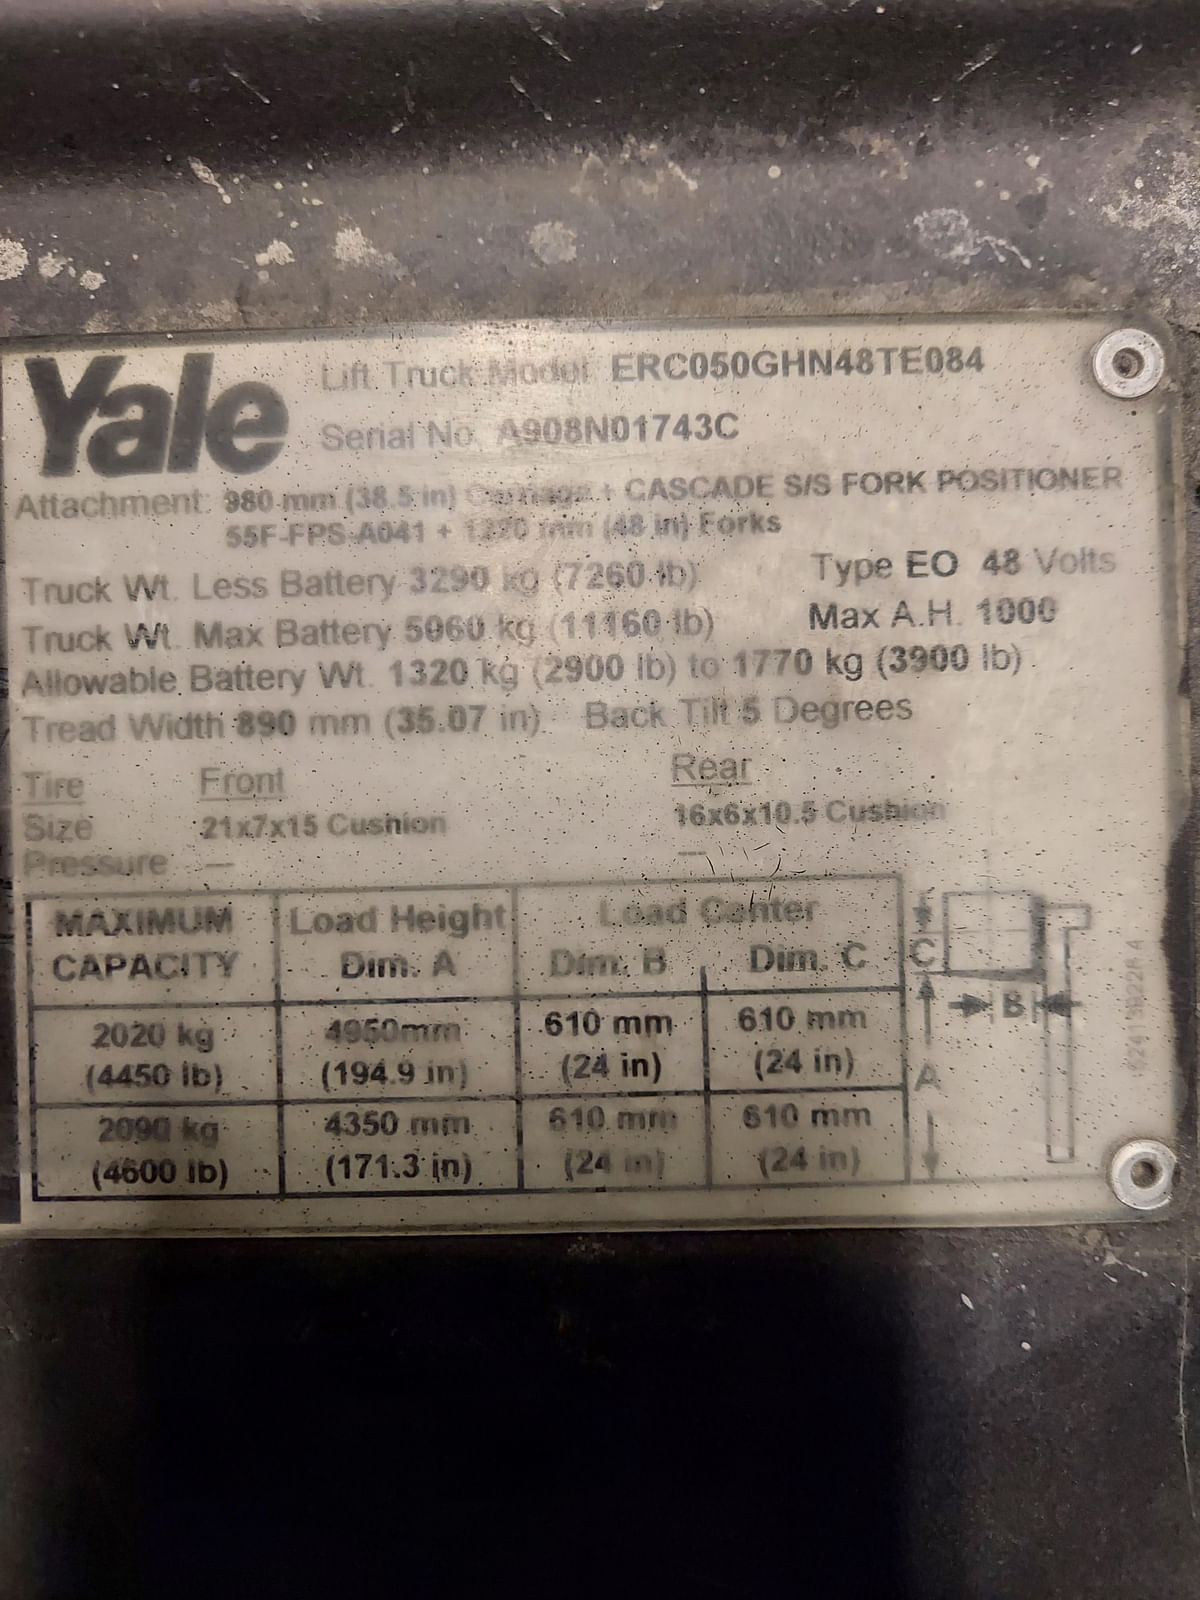 Yale
Lift Truck Model ERC050GHN48TE084
Serial No. A908N01743C
Attachment: 980 mm (38.5 in) Carriage + CASCADE S/S FORK POSITIONER
55F-FPS-A041 + 1220 mm (48 in) Forks
Truck Wt. Less Battery 3290 kg (7260 lb) Type EO 48 Volts
Truck Wt. Max Battery 5060 kg (11160 lb) Max A.H. 1000
Allowable Battery Wt. 1320 kg (2900 lb) to 1770 kg (3900 lb)
Tread Width 890 mm (35.07 in) Back Tilt 5 Degrees
Tire Front Rear
Size 21x7x15 Cushion 16x6x10.5 Cushion
Pressure --- ---
MAXIMUM CAPACITY Load Height Dim. A Load Center Dim. B Dim. C
2020 kg 4950mm 610 mm 610 mm
(4450 lb) (194.9 in) (24 in) (24 in)
2090 kg 4350 mm 610 mm 610 mm
(4600 lb) (171.3 in) (24 in) (24 in)
C
B
A